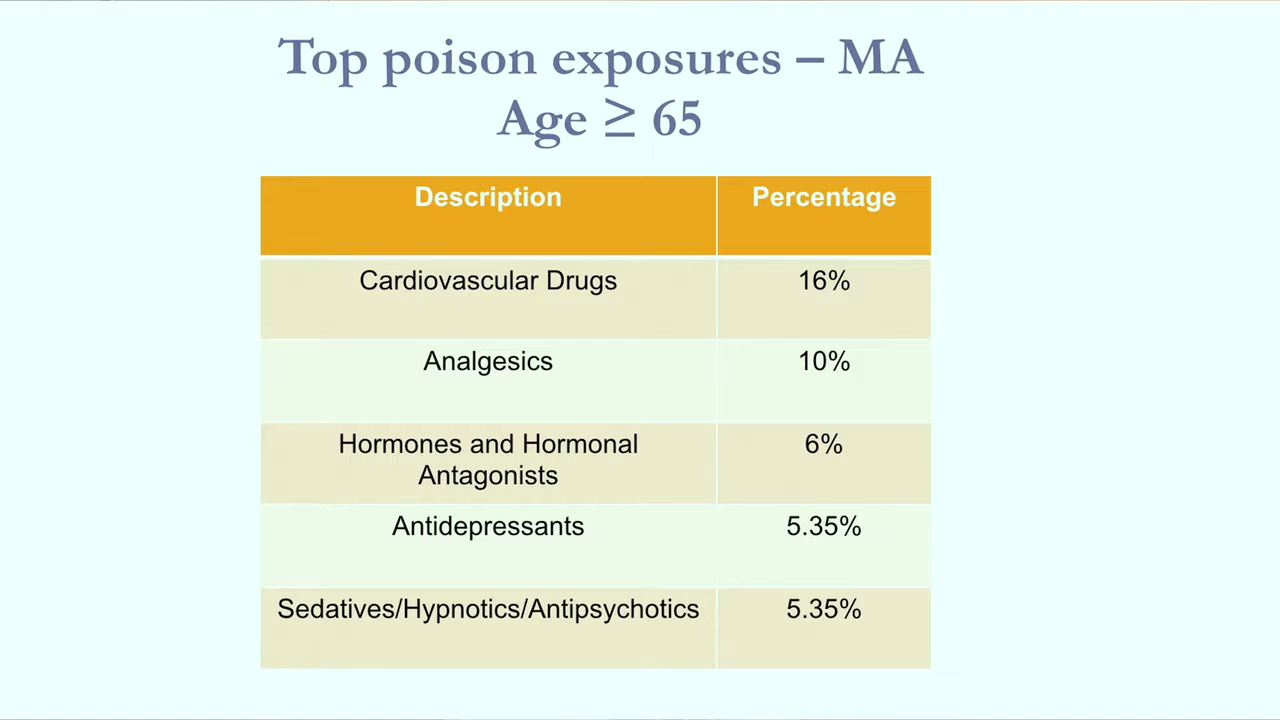 Top poison exposures – MA
Age ≥ 65
Description Percentage
Cardiovascular Drugs 16%
Analgesics 10%
Hormones and Hormonal 6%
Antagonists
Antidepressants 5.35%
Sedatives/Hypnotics/Antipsychotics 5.35%